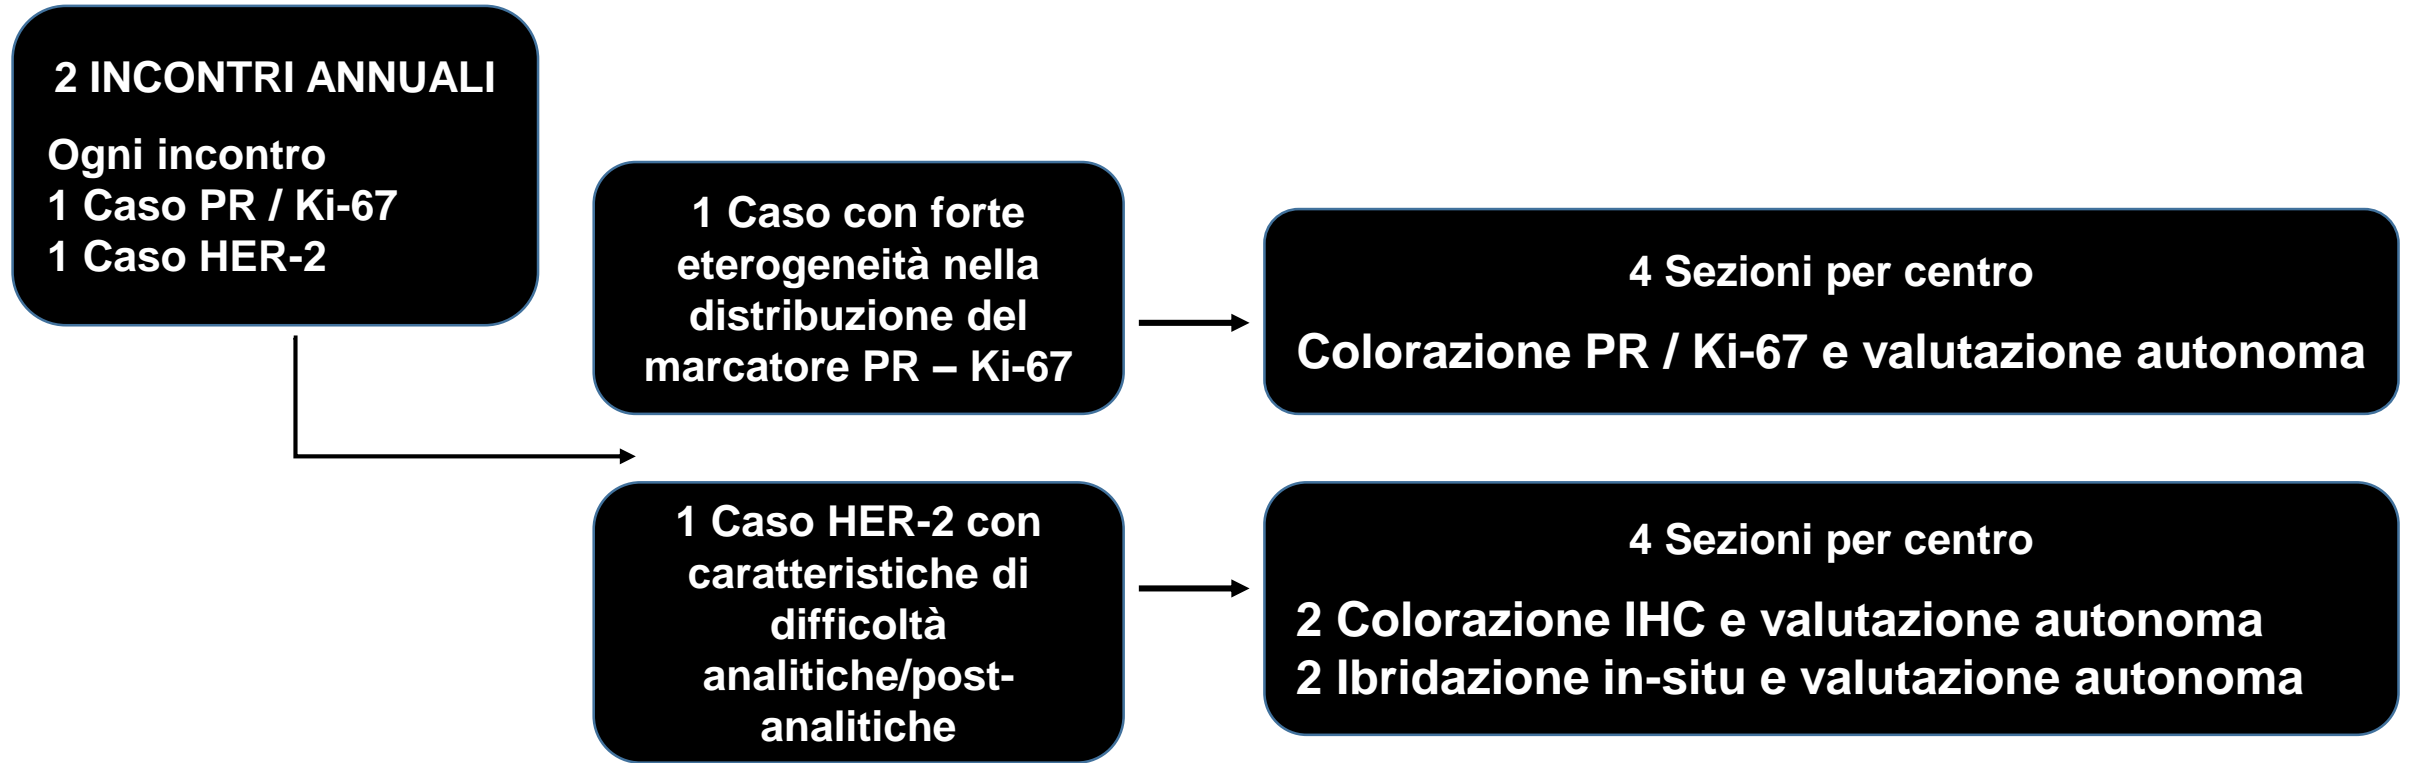 2 INCONTRI ANNUALI
Ogni incontro
1 Caso PR / Ki-67
1 Caso HER-2
1 Caso con forte
eterogeneità nella
distribuzione del
marcatore PR – Ki-67
4 Sezioni per centro
Colorazione PR / Ki-67 e valutazione autonoma
1 Caso HER-2 con
caratteristiche di
difficoltà
analitiche/post-
analitiche
4 Sezioni per centro
2 Colorazione IHC e valutazione autonoma
2 Ibridazione in-situ e valutazione autonoma